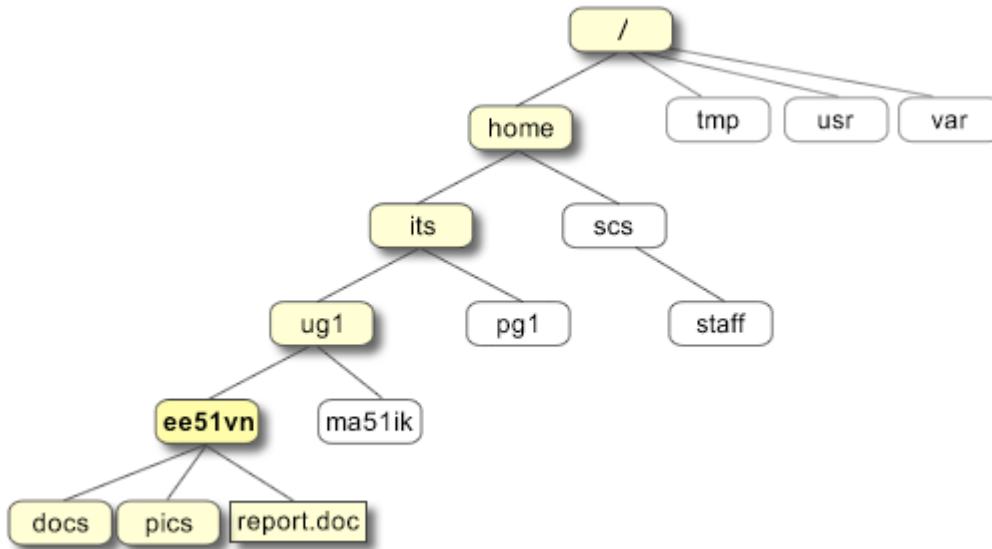 /
home
tmp
usr
var
its
scs
ug1
pg1
staff
ee51vn
ma51ik
docs
pics
report.doc